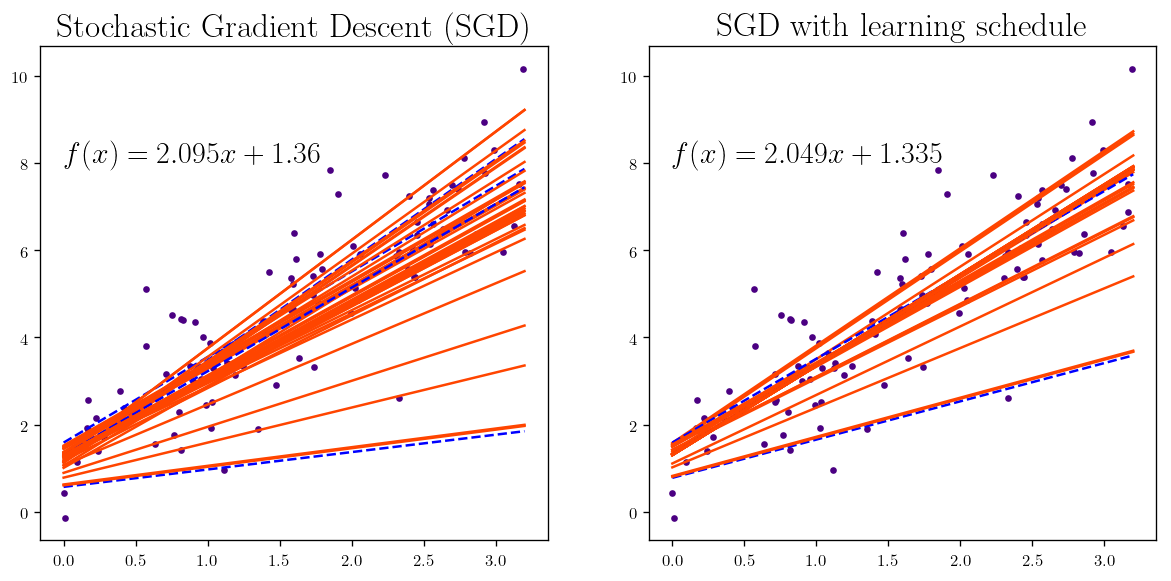 Stochastic Gradient Descent (SGD)
f(x) = 2.095x + 1.36
10
8
6
4
2
0
0.0 0.5 1.0 1.5 2.0 2.5 3.0
SGD with learning schedule
f(x) = 2.049x + 1.335
10
8
6
4
2
0
0.0 0.5 1.0 1.5 2.0 2.5 3.0